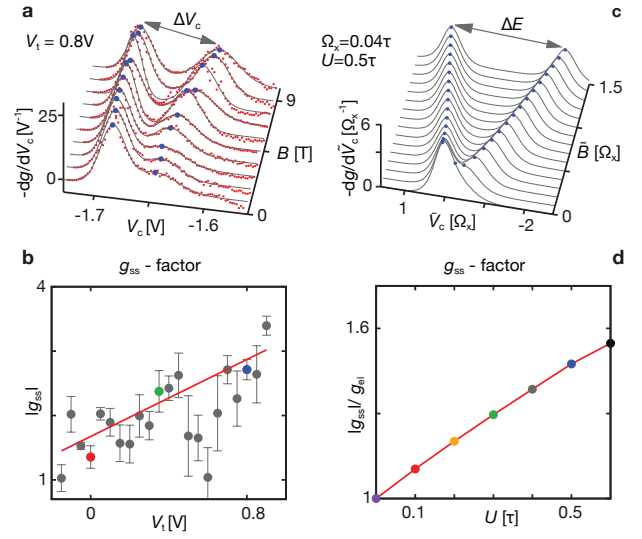 a
V_t = 0.8V
ΔV_c
-dg/dV_c [V⁻¹]
25
0
-1.7
-1.6
V_c [V]
0
9
B [T]
c
Ω_x=0.04τ
U=0.5τ
ΔE
-dg/dṼ_c [Ω_x⁻¹]
6
0
1
-2
Ṽ_c [Ω_x]
0
1.5
B̃ [Ω_x]
b
g_ss - factor
|g_ss|
4
1
0
0.8
V_t [V]
g_ss - factor
d
|g_ss|/ g_el
1.6
1
0.1
0.5
U [τ]